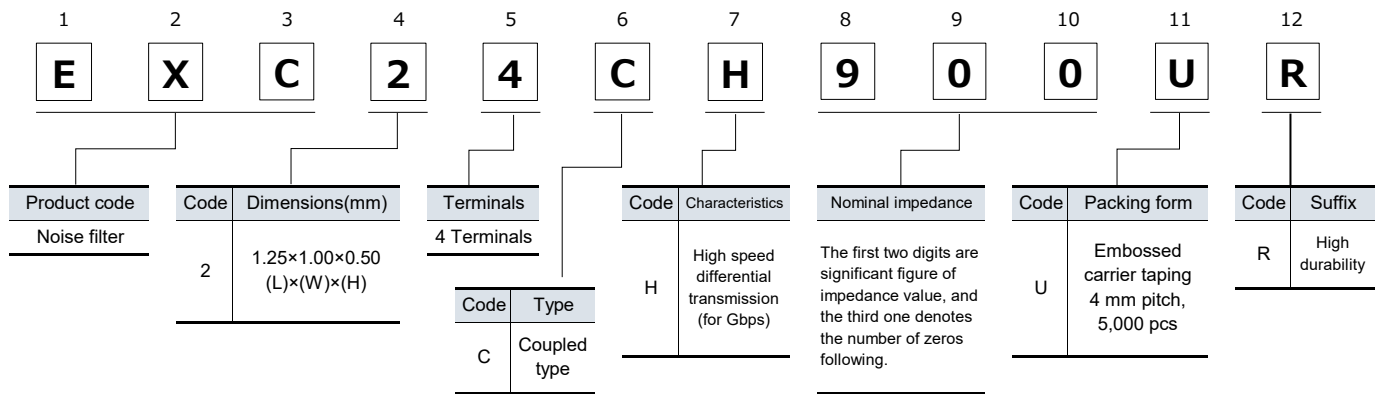 1 2 3 4 5 6 7 8 9 10 11 12
E X C 2 4 C H 9 0 0 U R
Product code
Noise filter
Code Dimensions(mm)
2
1.25×1.00×0.50
(L)×(W)×(H)
Terminals
4 Terminals
Code Type
C
Coupled
type
Code Characteristics
H
High speed
differential
transmission
(for Gbps)
Nominal impedance
The first two digits are
significant figure of
impedance value, and
the third one denotes
the number of zeros
following.
Code Packing form
U
Embossed
carrier taping
4 mm pitch,
5,000 pcs
Code Suffix
R
High
durability